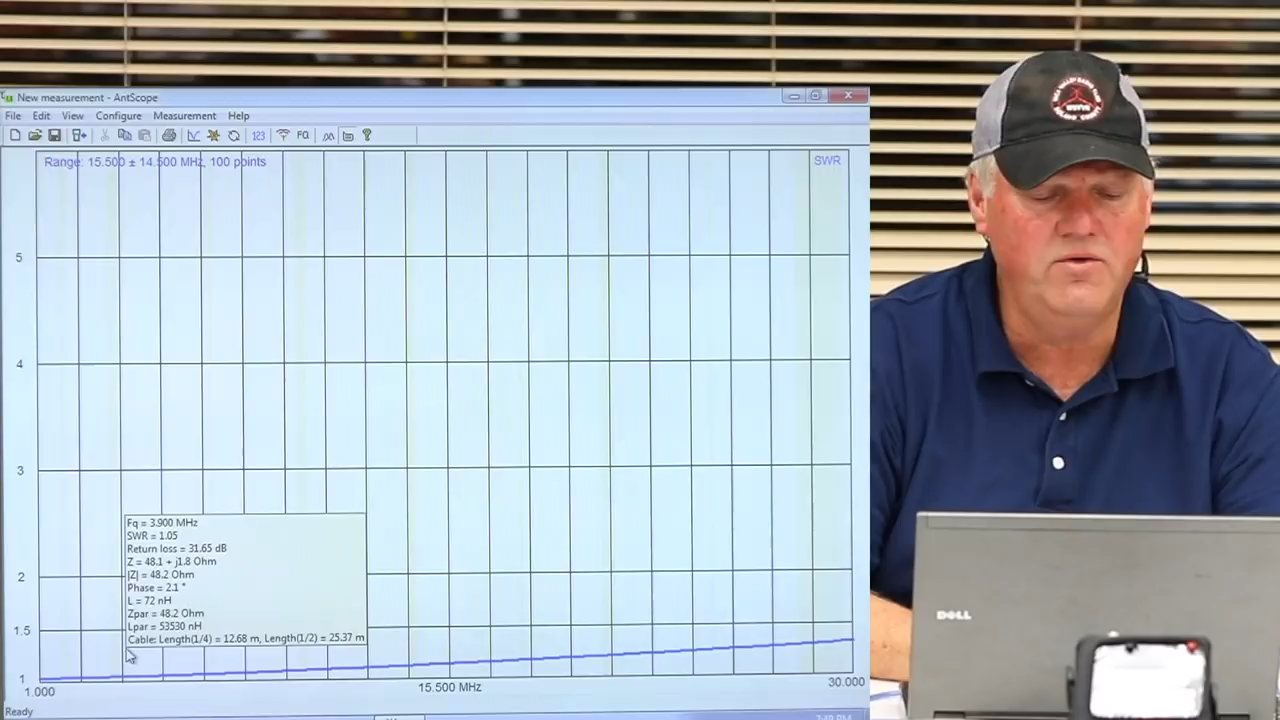 New measurement - AntScope
File Edit View Configure Measurement Help
123 FQ
Range: 15.500 ± 14.500 MHz, 100 points
SWR
5
4
3
2
1.5
1
Fq = 3.900 MHz
SWR = 1.05
Return loss = 31.65 dB
Z = 48.1 + j1.8 Ohm
|Z| = 48.2 Ohm
Phase = 2.1 °
L = 72 nH
Zpar = 48.2 Ohm
Lpar = 53530 nH
Cable: Length(1/4) = 12.68 m, Length(1/2) = 25.37 m
1.000
15.500 MHz
30.000
Ready
DELL